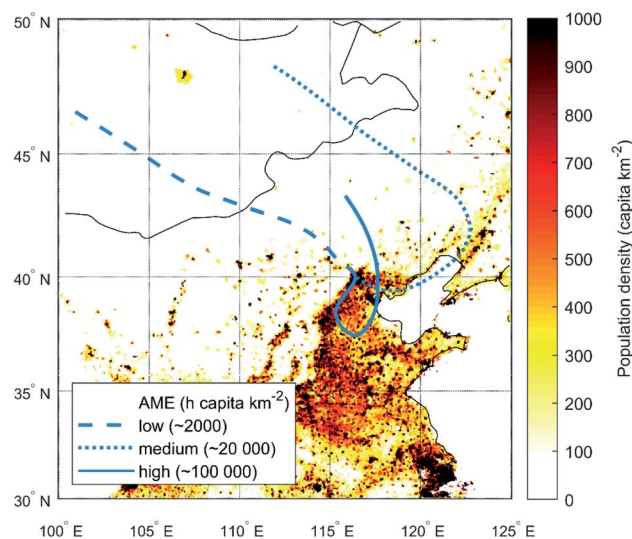 50° N
45° N
40° N
35° N
30° N
AME (h capita km-2)
low (~2000)
medium (~20 000)
high (~100 000)
100° E
105° E
110° E
115° E
120° E
125° E
1000
900
800
700
600
500
400
300
200
100
0
Population density (capita km-2)